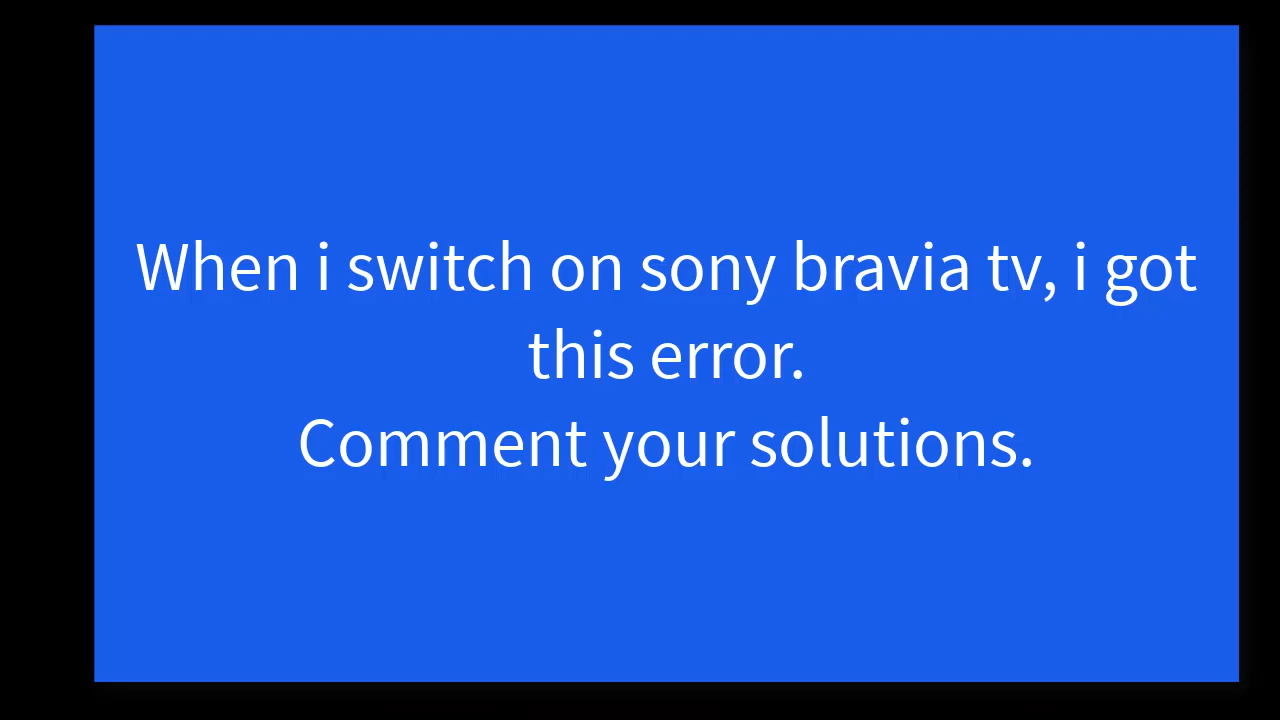 When i switch on sony bravia tv, i got
this error.
Comment your solutions.